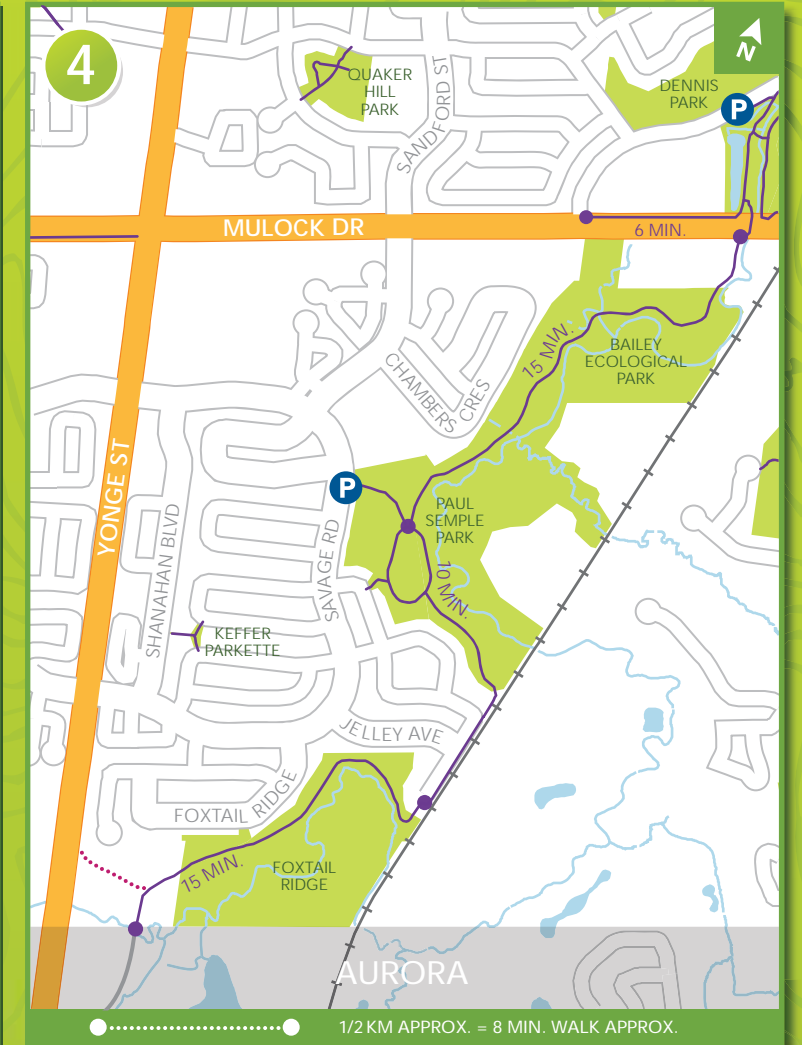 4
N
QUAKER
HILL
PARK
SANDFORD ST
DENNIS
PARK
P
MULOCK DR
6 MIN.
15 MIN.
BAILEY
ECOLOGICAL
PARK
CHAMBERS CRES
YONGE ST
P
PAUL
SEMPLE
PARK
SHANAHAN BLVD
SAVAGE RD
10 MIN.
KEFFER
PARKETTE
JELLEY AVE
FOXTAIL RIDGE
15 MIN.
FOXTAIL
RIDGE
AURORA
1/2 KM APPROX. = 8 MIN. WALK APPROX.